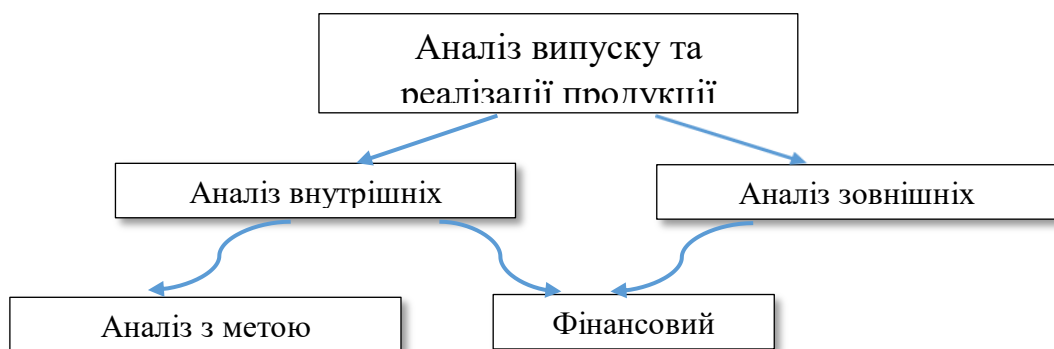 Аналіз випуску та
реалізації продукції
Аналіз внутрішніх
Аналіз зовнішніх
Аналіз з метою
Фінансовий